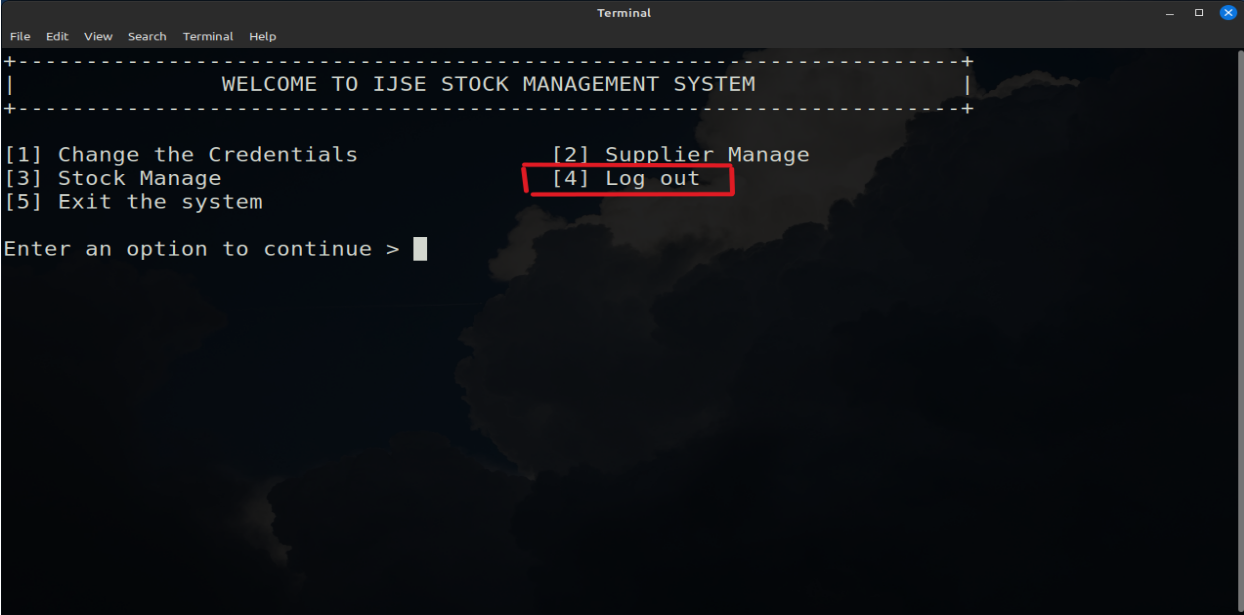 Terminal
File Edit View Search Terminal Help
+----------------------------------------------------------------------+
| WELCOME TO IJSE STOCK MANAGEMENT SYSTEM |
+----------------------------------------------------------------------+
[1] Change the Credentials [2] Supplier Manage
[3] Stock Manage [4] Log out
[5] Exit the system
Enter an option to continue >